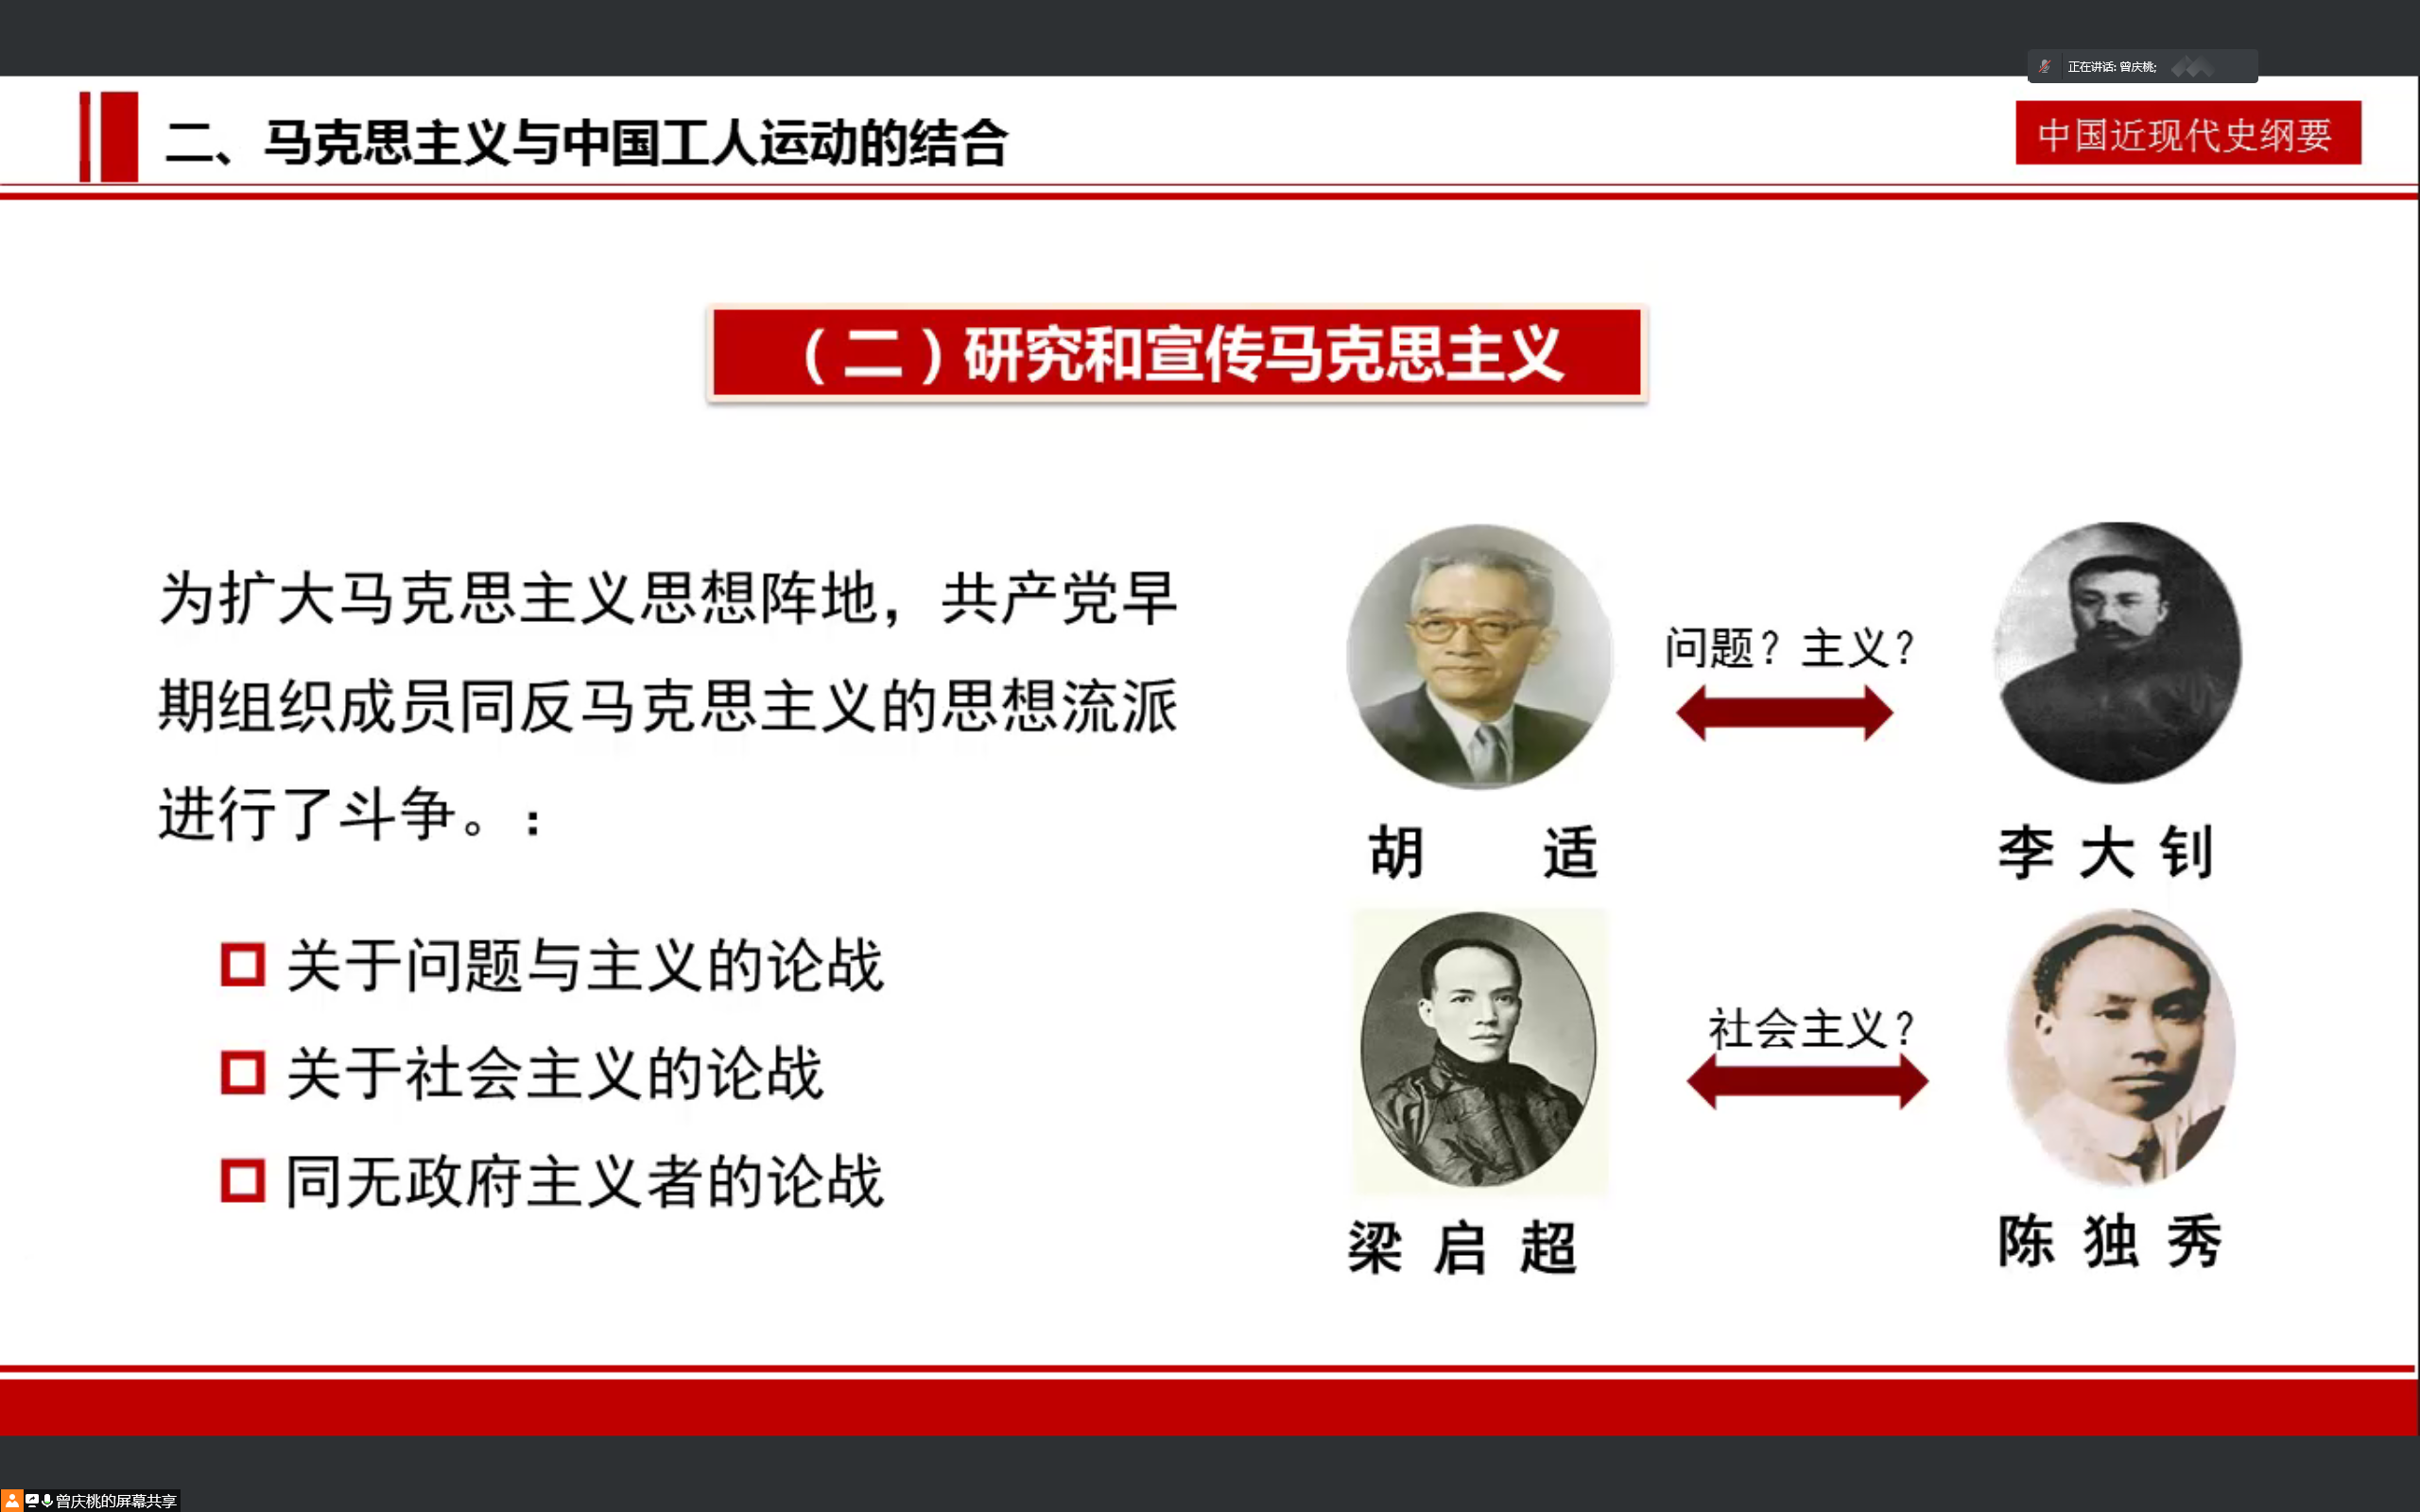 正在讲话: 曾庆桃;
二、马克思主义与中国工人运动的结合
中国近现代史纲要
（二）研究和宣传马克思主义
为扩大马克思主义思想阵地，共产党早
期组织成员同反马克思主义的思想流派
进行了斗争。：
关于问题与主义的论战
关于社会主义的论战
同无政府主义者的论战
问题？主义？
胡 适
李大钊
社会主义？
梁启超
陈独秀
曾庆桃的屏幕共享